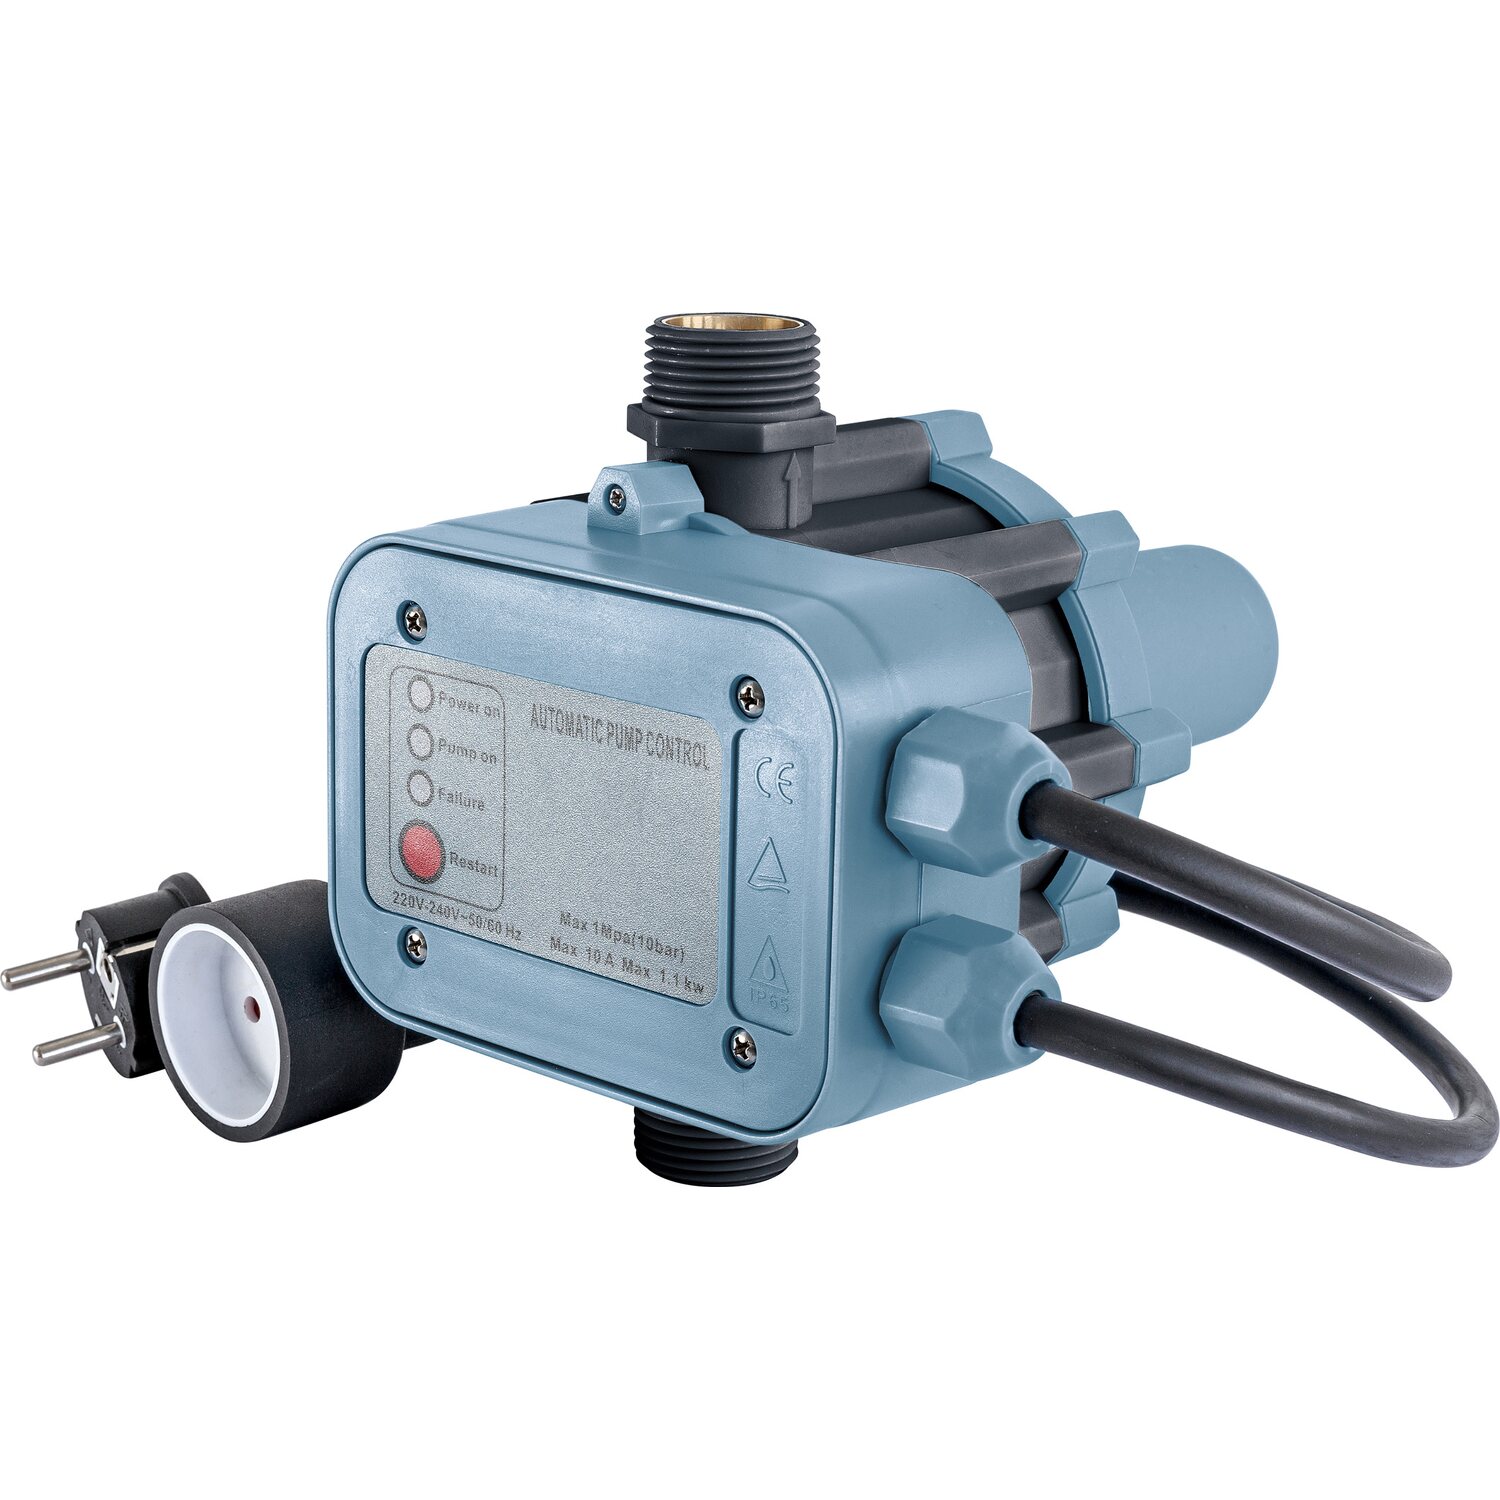 Power on
Pump on
Failure
Restart
AUTOMATIC PUMP CONTROL
220V-240V~50/60 Hz
Max 1Mpa(10bar)
Max 10 A Max 1.1 kw
CE
IP65